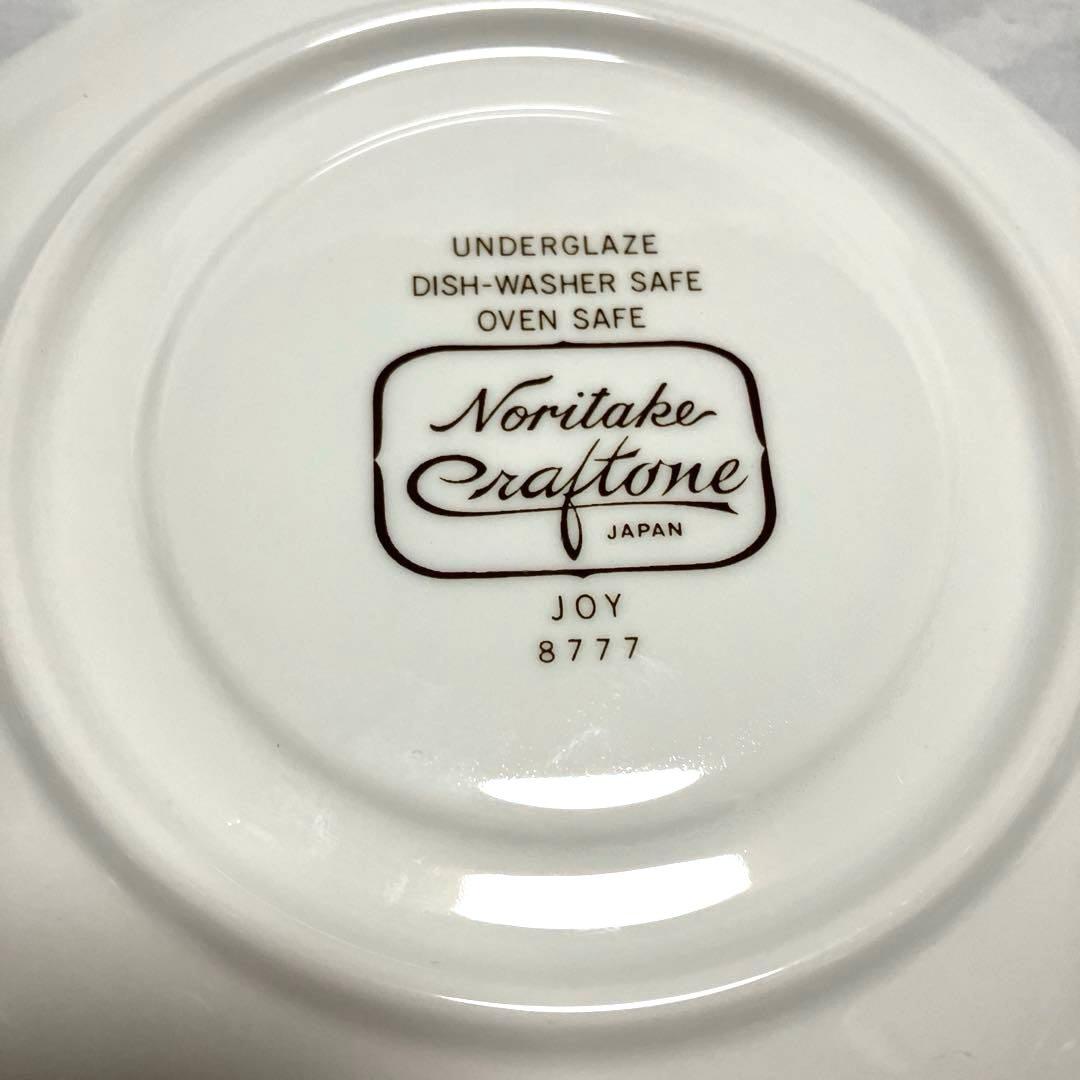 UNDERGLAZE
DISH-WASHER SAFE
OVEN SAFE
Noritake
Craftone
JAPAN
JOY
8777